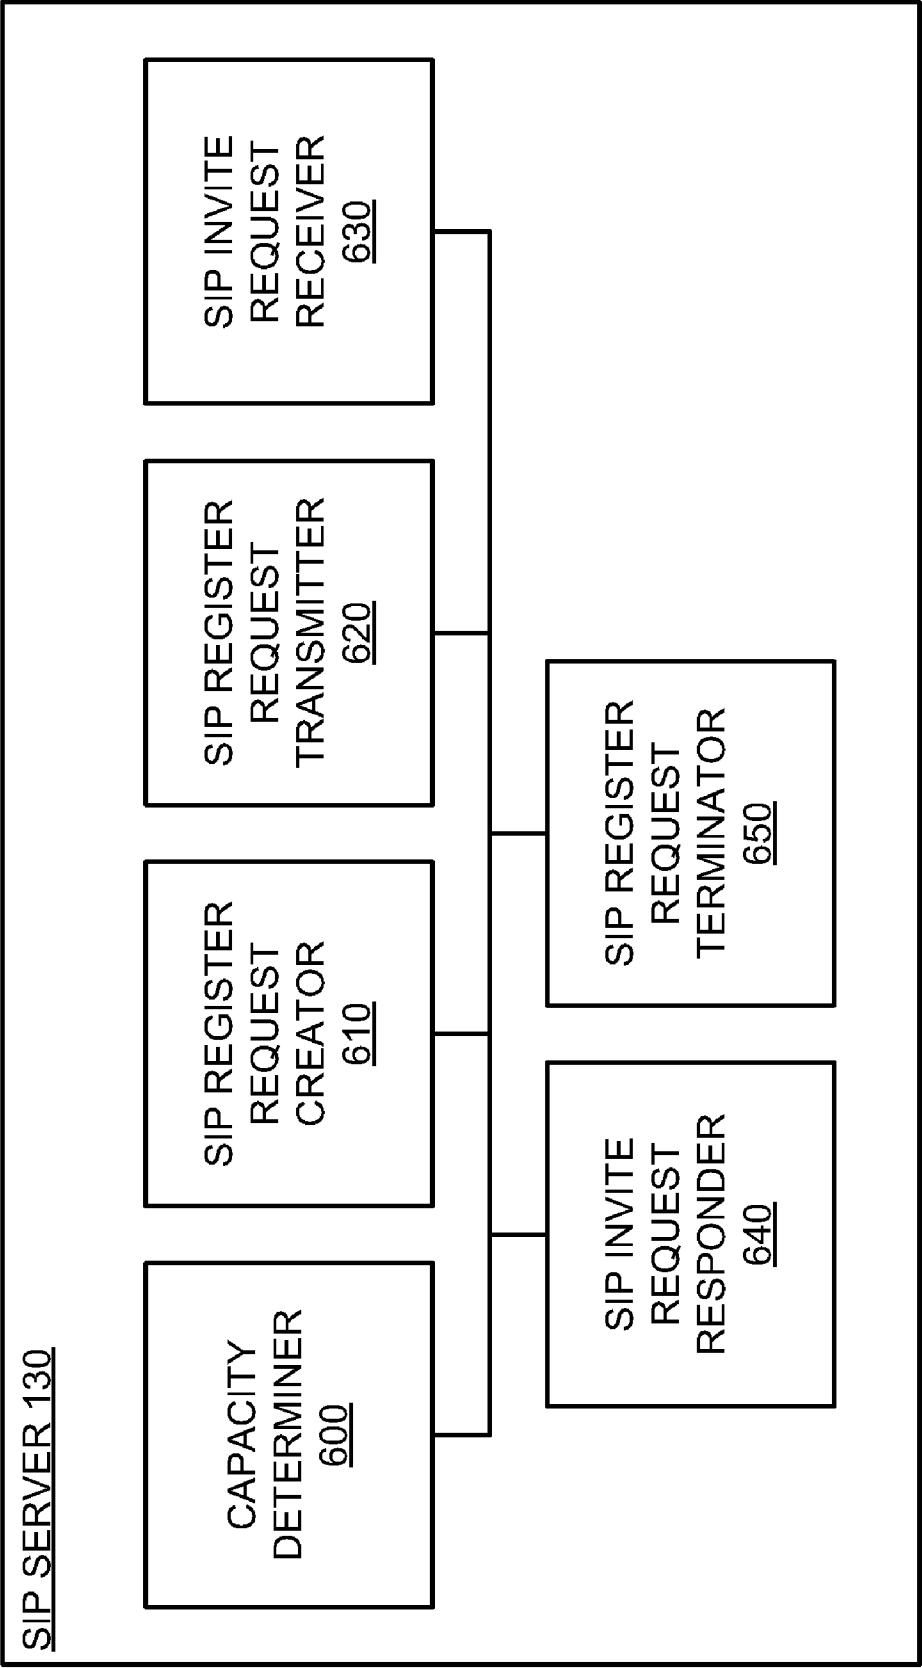 SIP SERVER 130
CAPACITY
DETERMINER
600
SIP REGISTER
REQUEST
CREATOR
610
SIP REGISTER
REQUEST
TRANSMITTER
620
SIP INVITE
REQUEST
RECEIVER
630
SIP INVITE
REQUEST
RESPONDER
640
SIP REGISTER
REQUEST
TERMINATOR
650